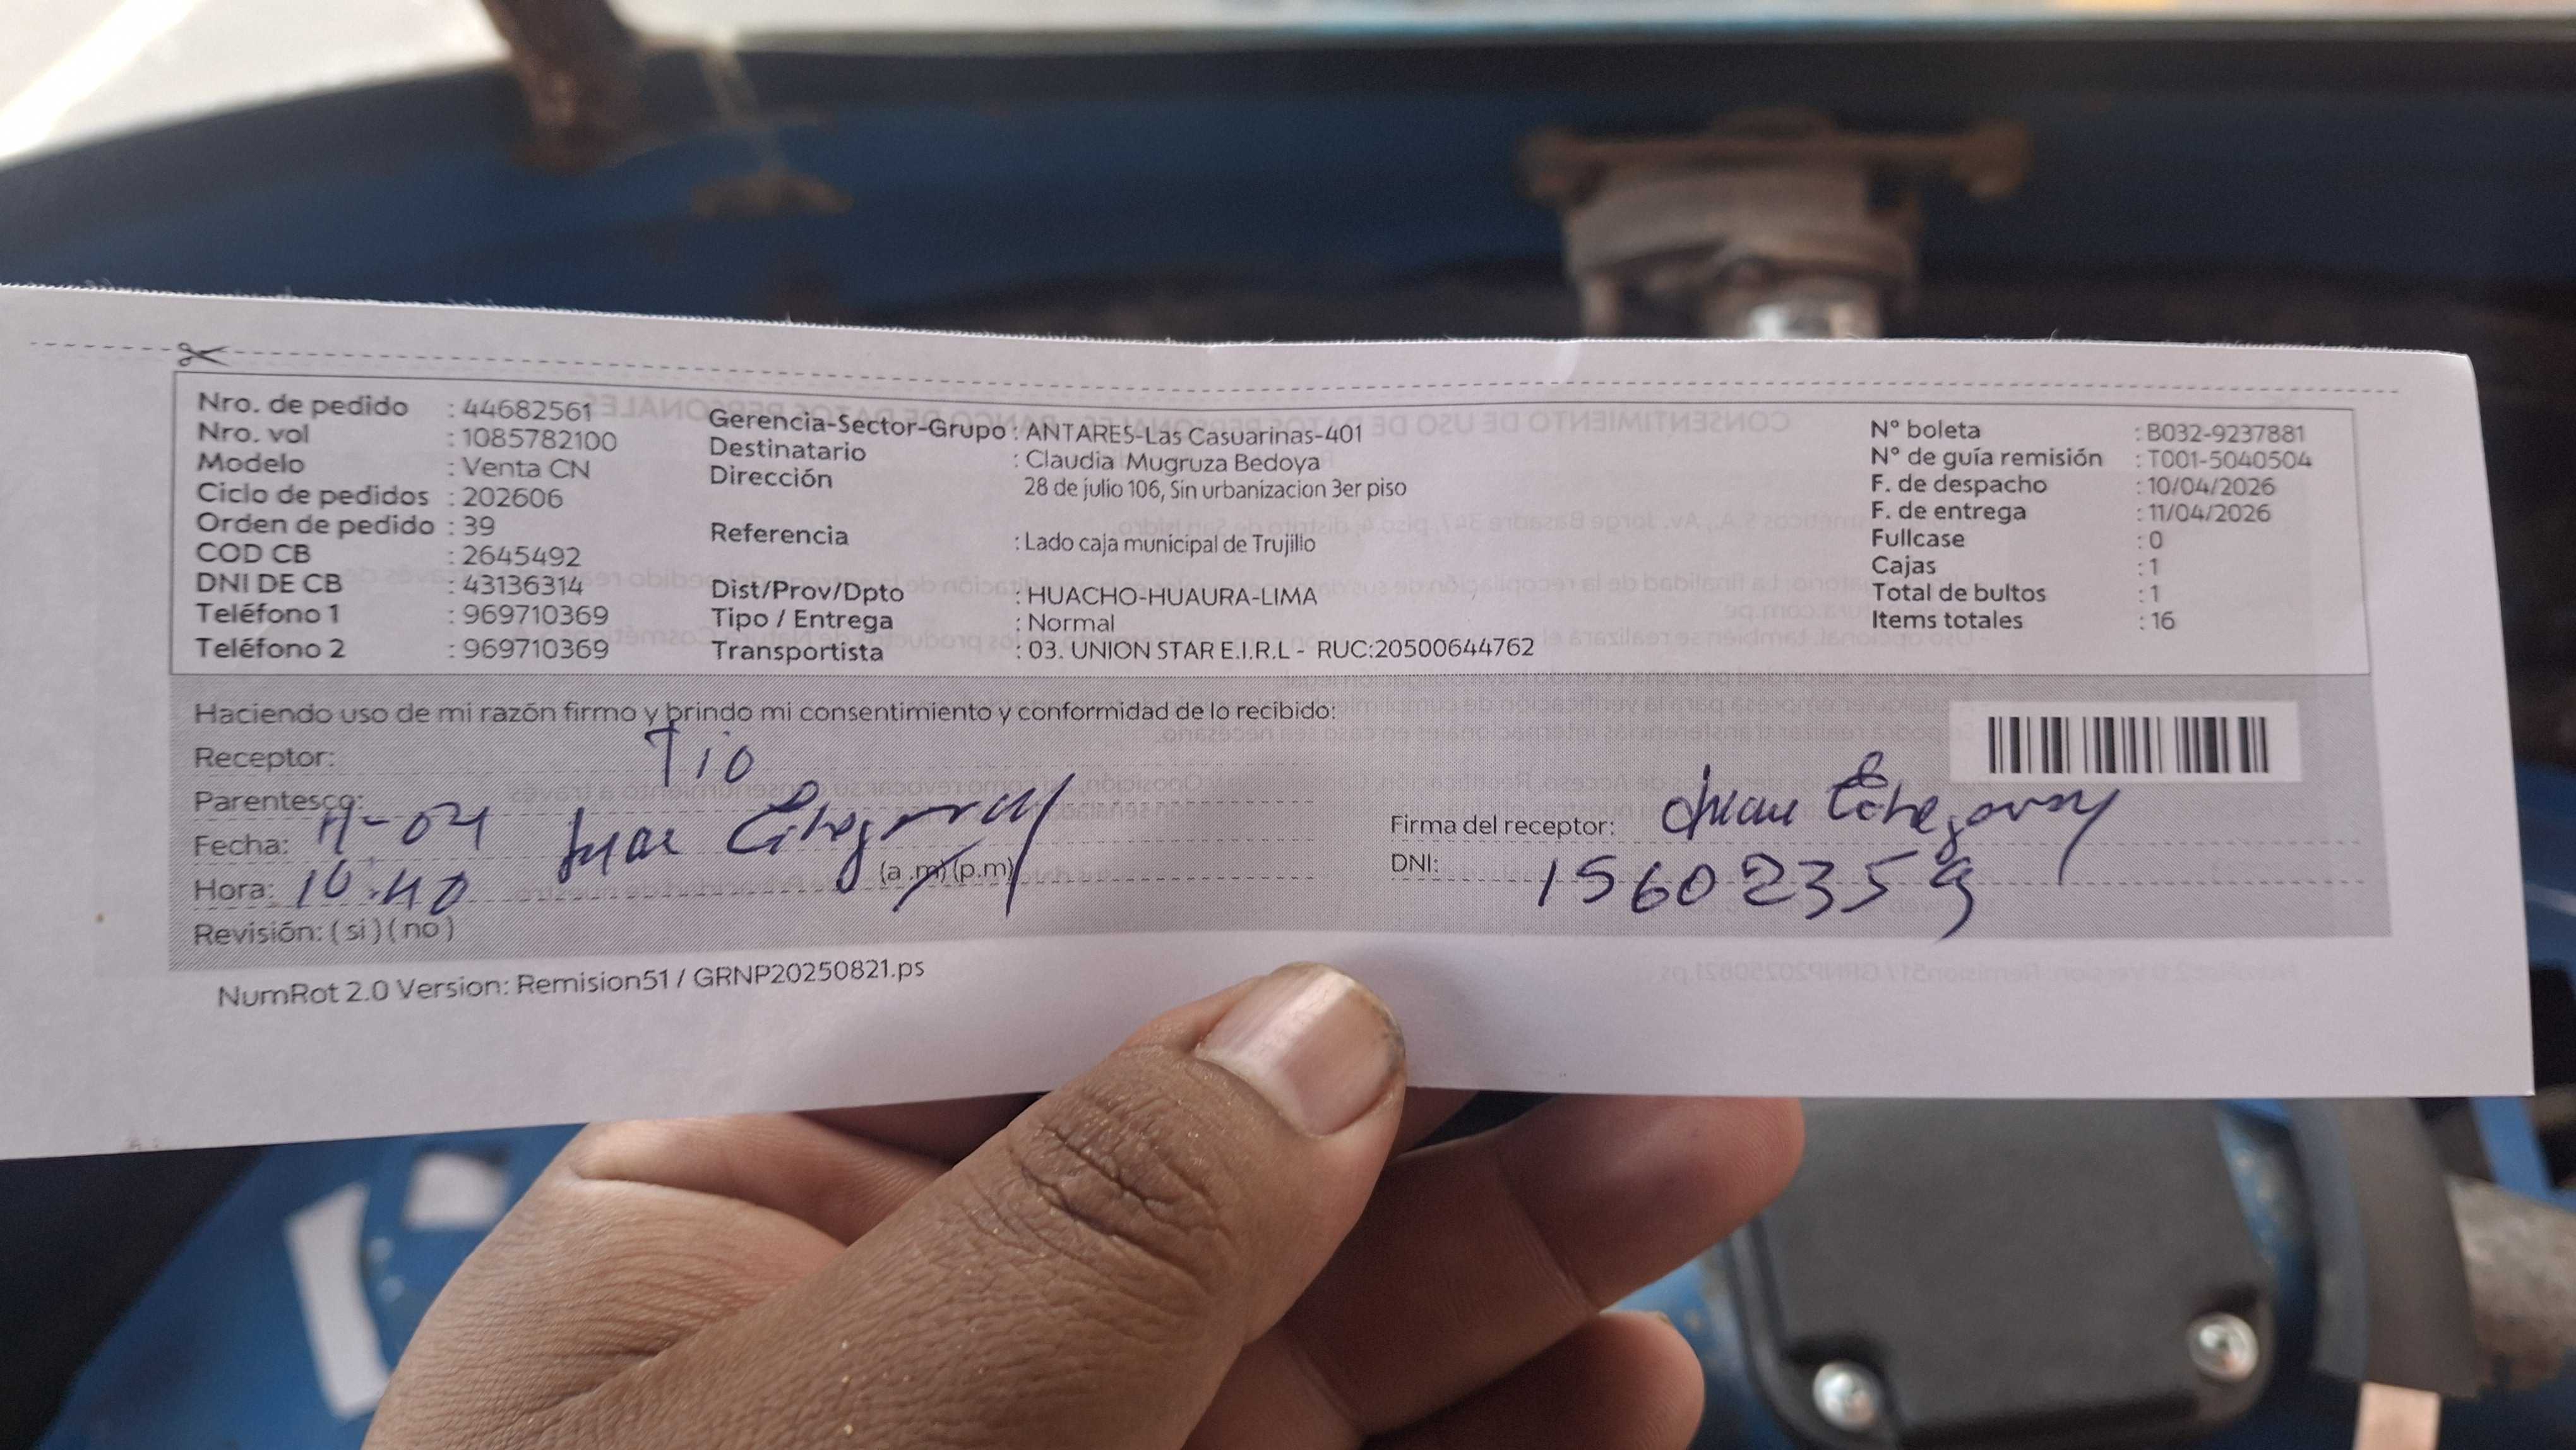 Nro. de pedido : 44682561
Nro. vol : 1085782100
Modelo : Venta CN
Ciclo de pedidos : 202606
Orden de pedido : 39
COD CB : 2645492
DNI DE CB : 43136314
Teléfono 1 : 969710369
Teléfono 2 : 969710369
Gerencia-Sector-Grupo : ANTARES-Las Casuarinas-401
Destinatario : Claudia Mugruza Bedoya
Dirección 28 de julio 106, Sin urbanizacion 3er piso
Referencia : Lado caja municipal de Trujillo
Dist/Prov/Dpto : HUACHO-HUAURA-LIMA
Tipo / Entrega : Normal
Transportista : 03. UNION STAR E.I.R.L - RUC:20500644762
N° boleta : B032-9237881
N° de guía remisión : T001-5040504
F. de despacho : 10/04/2026
F. de entrega : 11/04/2026
Fullcase : 0
Cajas : 1
Total de bultos : 1
Items totales : 16
Haciendo uso de mi razón firmo y brindo mi consentimiento y conformidad de lo recibido:
Receptor: Tio
Parentesco:
Fecha: 11-04 Juan Echegaray
Hora: 10:40 (a .m) (p.m)
Revisión: ( si ) ( no )
Firma del receptor: Juan Echegaray
DNI: 15602359
NumRot 2.0 Version: Remision51 / GRNP20250821.ps